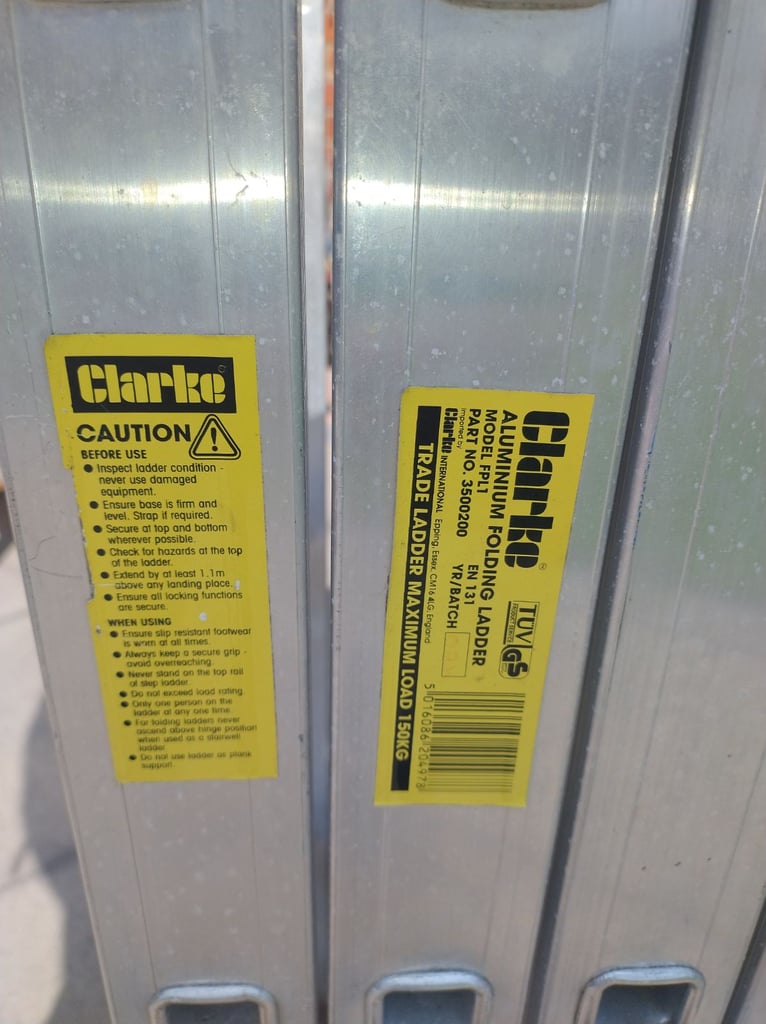 Clarke
CAUTION
BEFORE USE
● Inspect ladder condition -
never use damaged
equipment.
● Ensure base is firm and
level. Strap if required.
● Secure at top and bottom
wherever possible.
● Check for hazards at the top
of the ladder.
● Extend by at least 1.1m
above any landing place.
● Ensure all locking functions
are secure.
WHEN USING
● Ensure slip resistant footwear
is worn at all times.
● Always keep a secure grip -
avoid overreaching.
● Never stand on the top rail
of step ladder.
● Do not exceed load rating.
● Only one person on the
ladder at any one time.
● For folding ladders never
ascend above hinge position
when used as a stairwell
ladder
● Do not use ladder as plank
support.
Clarke®
ALUMINIUM FOLDING LADDER
MODEL FPL1
PART NO. 3500200
EN 131
YR/BATCH
Imported by
Clarke INTERNATIONAL Epping, Essex CM16 4LG, England
TRADE LADDER MAXIMUM LOAD 150KG
TÜV
PRODUCT SERVICE
GS
5 016086 204978